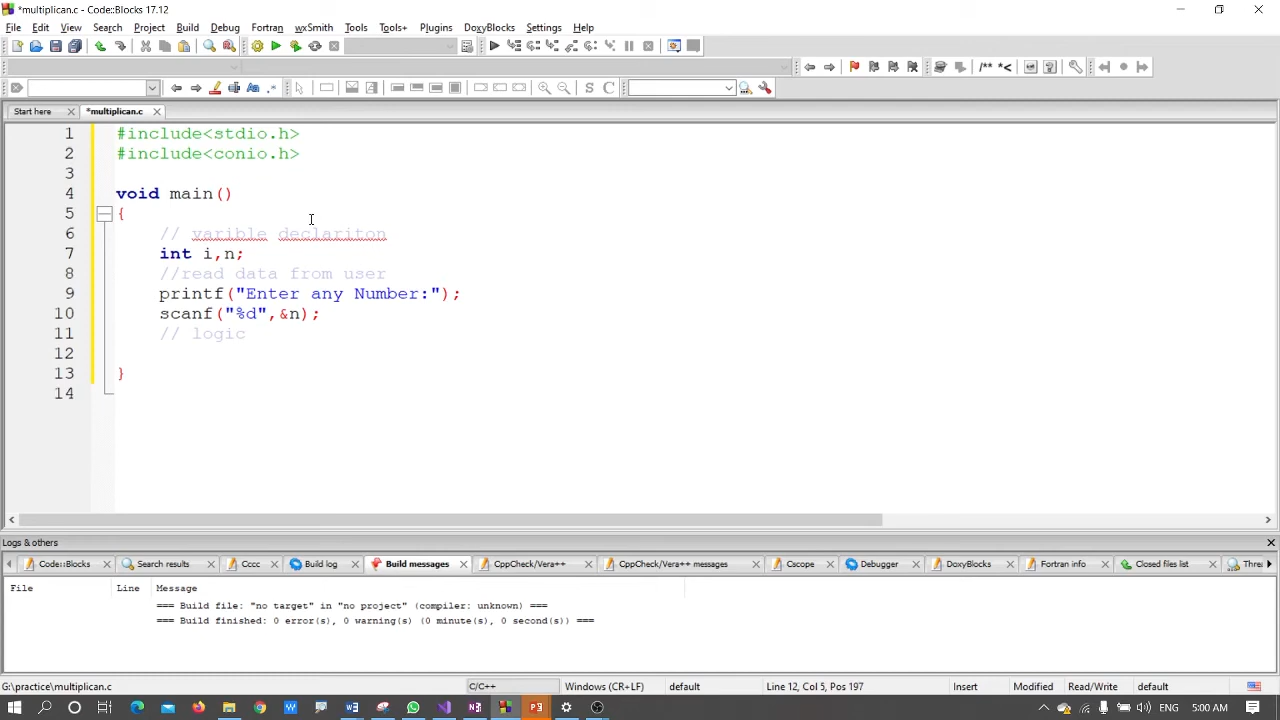 *multiplican.c - Code::Blocks 17.12
File Edit View Search Project Build Debug Fortran wxSmith Tools Tools+ Plugins DoxyBlocks Settings Help
/** *<
S C
Start here *multiplican.c
1 #include<stdio.h>
2 #include<conio.h>
3
4 void main()
5 {
6 // varible declariton
7 int i,n;
8 //read data from user
9 printf("Enter any Number:");
10 scanf("%d",&n);
11 // logic
12
13 }
14
Logs & others
Code::Blocks Search results Cccc Build log Build messages CppCheck/Vera++ CppCheck/Vera++ messages Cscope Debugger DoxyBlocks Fortran info Closed files list Threa
File Line Message
=== Build file: "no target" in "no project" (compiler: unknown) ===
=== Build finished: 0 error(s), 0 warning(s) (0 minute(s), 0 second(s)) ===
G:\practice\multiplican.c C/C++ Windows (CR+LF) default Line 12, Col 5, Pos 197 Insert Modified Read/Write default
5:00 AM